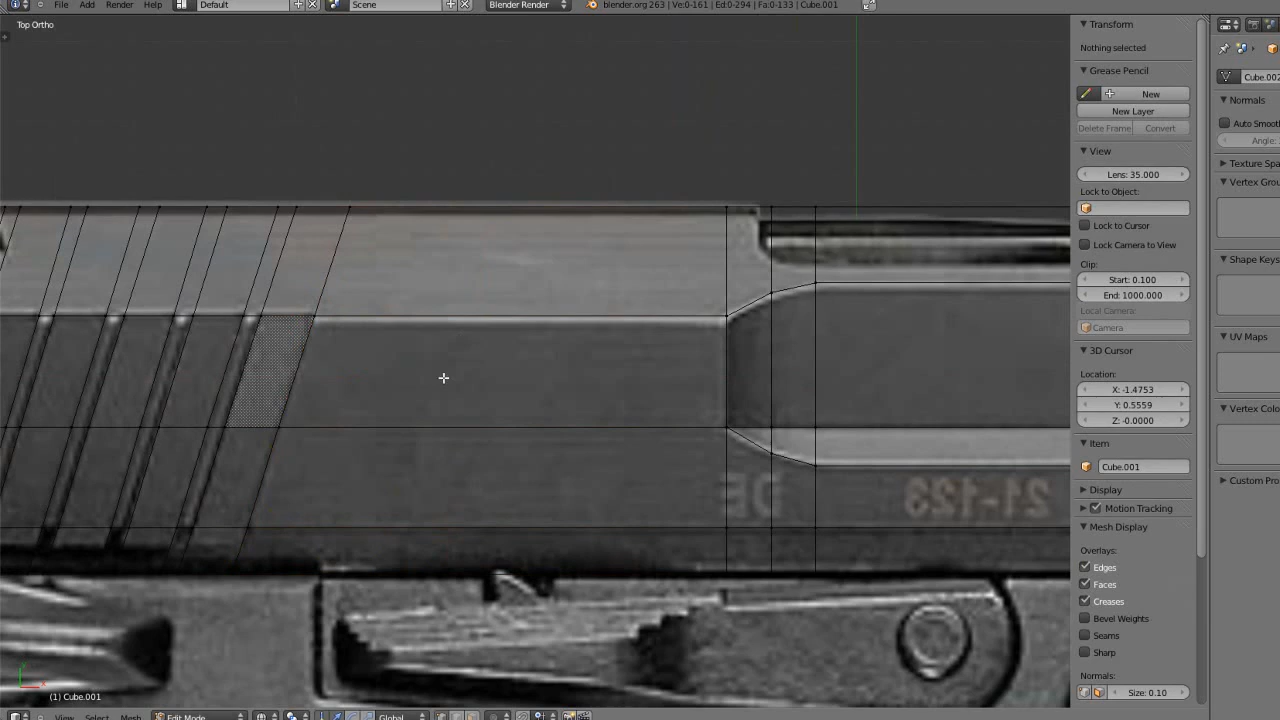 File Add Render Help Default Scene Blender Render blender.org 263 | Ve:0-161 | Ed:0-294 | Fa:0-133 | Cube.001
Top Ortho
Transform
Nothing selected
Grease Pencil
New
New Layer
Delete Frame Convert
View
Lens: 35.000
Lock to Object:
Lock to Cursor
Lock Camera to View
Clip:
Start: 0.100
End: 1000.000
Local Camera:
Camera
3D Cursor
Location:
X: -1.4753
Y: 0.5559
Z: -0.0000
Item
Cube.001
Display
Motion Tracking
Mesh Display
Overlays:
Edges
Faces
Creases
Bevel Weights
Seams
Sharp
Normals:
Size: 0.10
Cube.002
Normals
Auto Smooth
Angle:
Texture Spa
Vertex Grou
Shape Keys
UV Maps
Vertex Colo
Custom Pro
DE 21-123
(1) Cube.001
View Select Mesh Edit Mode Global